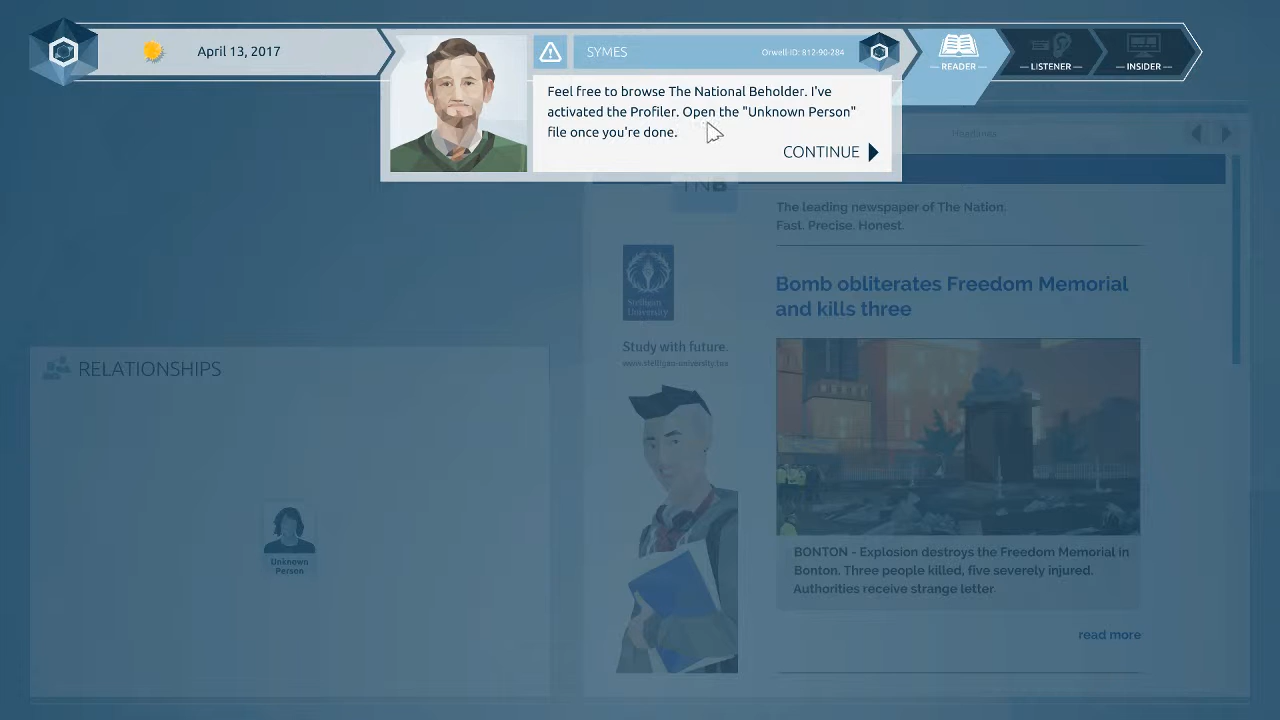 April 13, 2017
SYMES
Orwell-ID: 812-90-284
Feel free to browse The National Beholder. I've
activated the Profiler. Open the "Unknown Person"
file once you're done.
CONTINUE
— READER —
— LISTENER —
— INSIDER —
Headlines
TNB
The leading newspaper of The Nation.
Fast. Precise. Honest.
Bomb obliterates Freedom Memorial
and kills three
University
Study with future.
RELATIONSHIPS
Unknown
Person
BONTON - Explosion destroys the Freedom Memorial in
Bonton. Three people killed, five severely injured.
Authorities receive strange letter.
read more